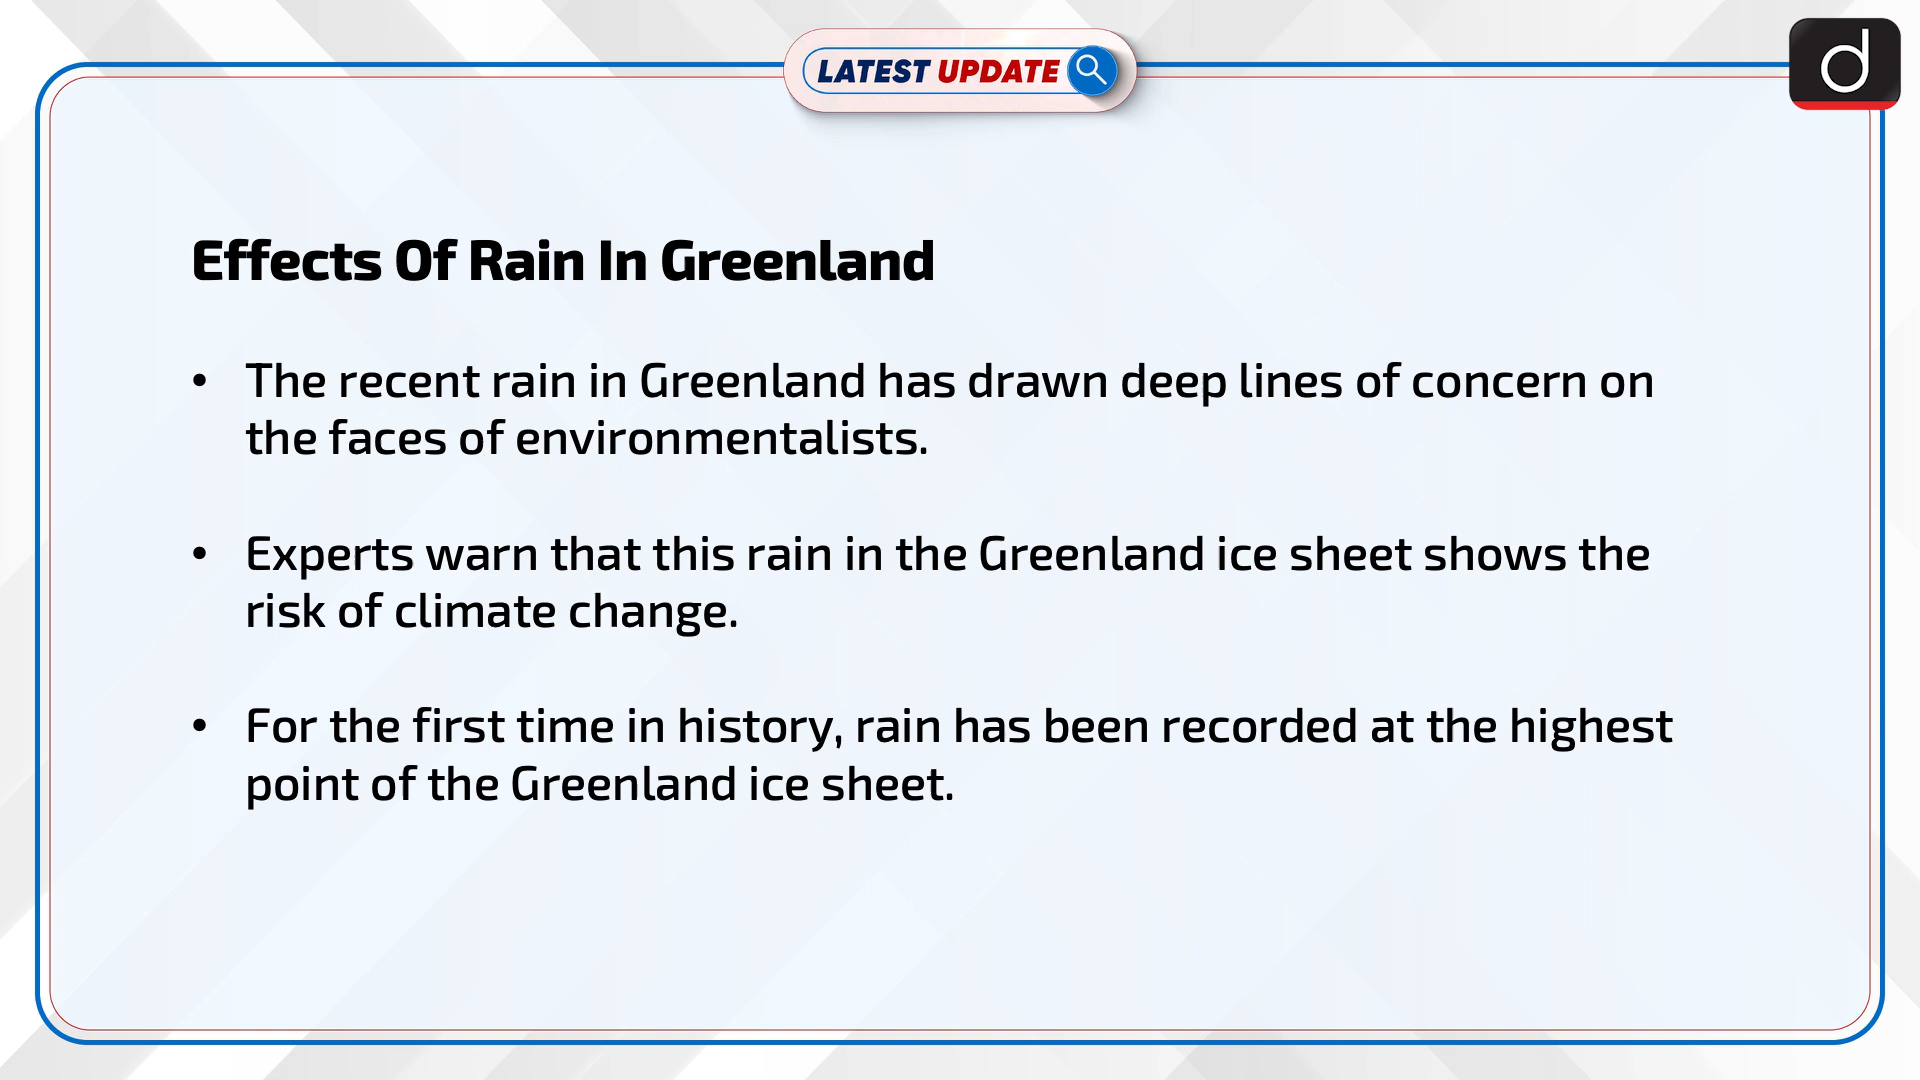 LATEST UPDATE
d
Effects Of Rain In Greenland
• The recent rain in Greenland has drawn deep lines of concern on
the faces of environmentalists.
• Experts warn that this rain in the Greenland ice sheet shows the
risk of climate change.
• For the first time in history, rain has been recorded at the highest
point of the Greenland ice sheet.